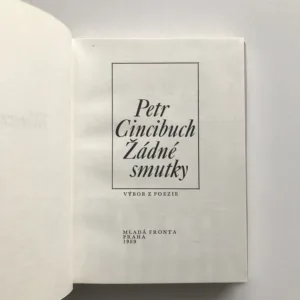 Petr
Cincibuch
Žádné
smutky
VÝBOR Z POEZIE
MLADÁ FRONTA
PRAHA
1989